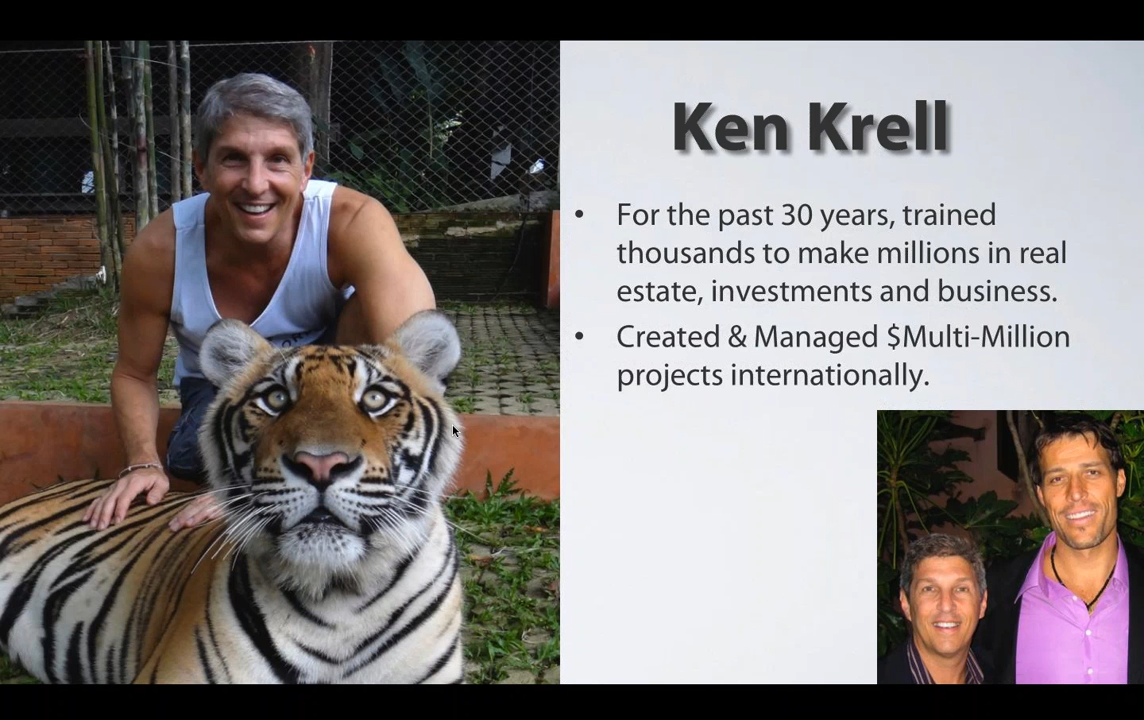 Ken Krell
• For the past 30 years, trained
thousands to make millions in real
estate, investments and business.
• Created & Managed $Multi-Million
projects internationally.